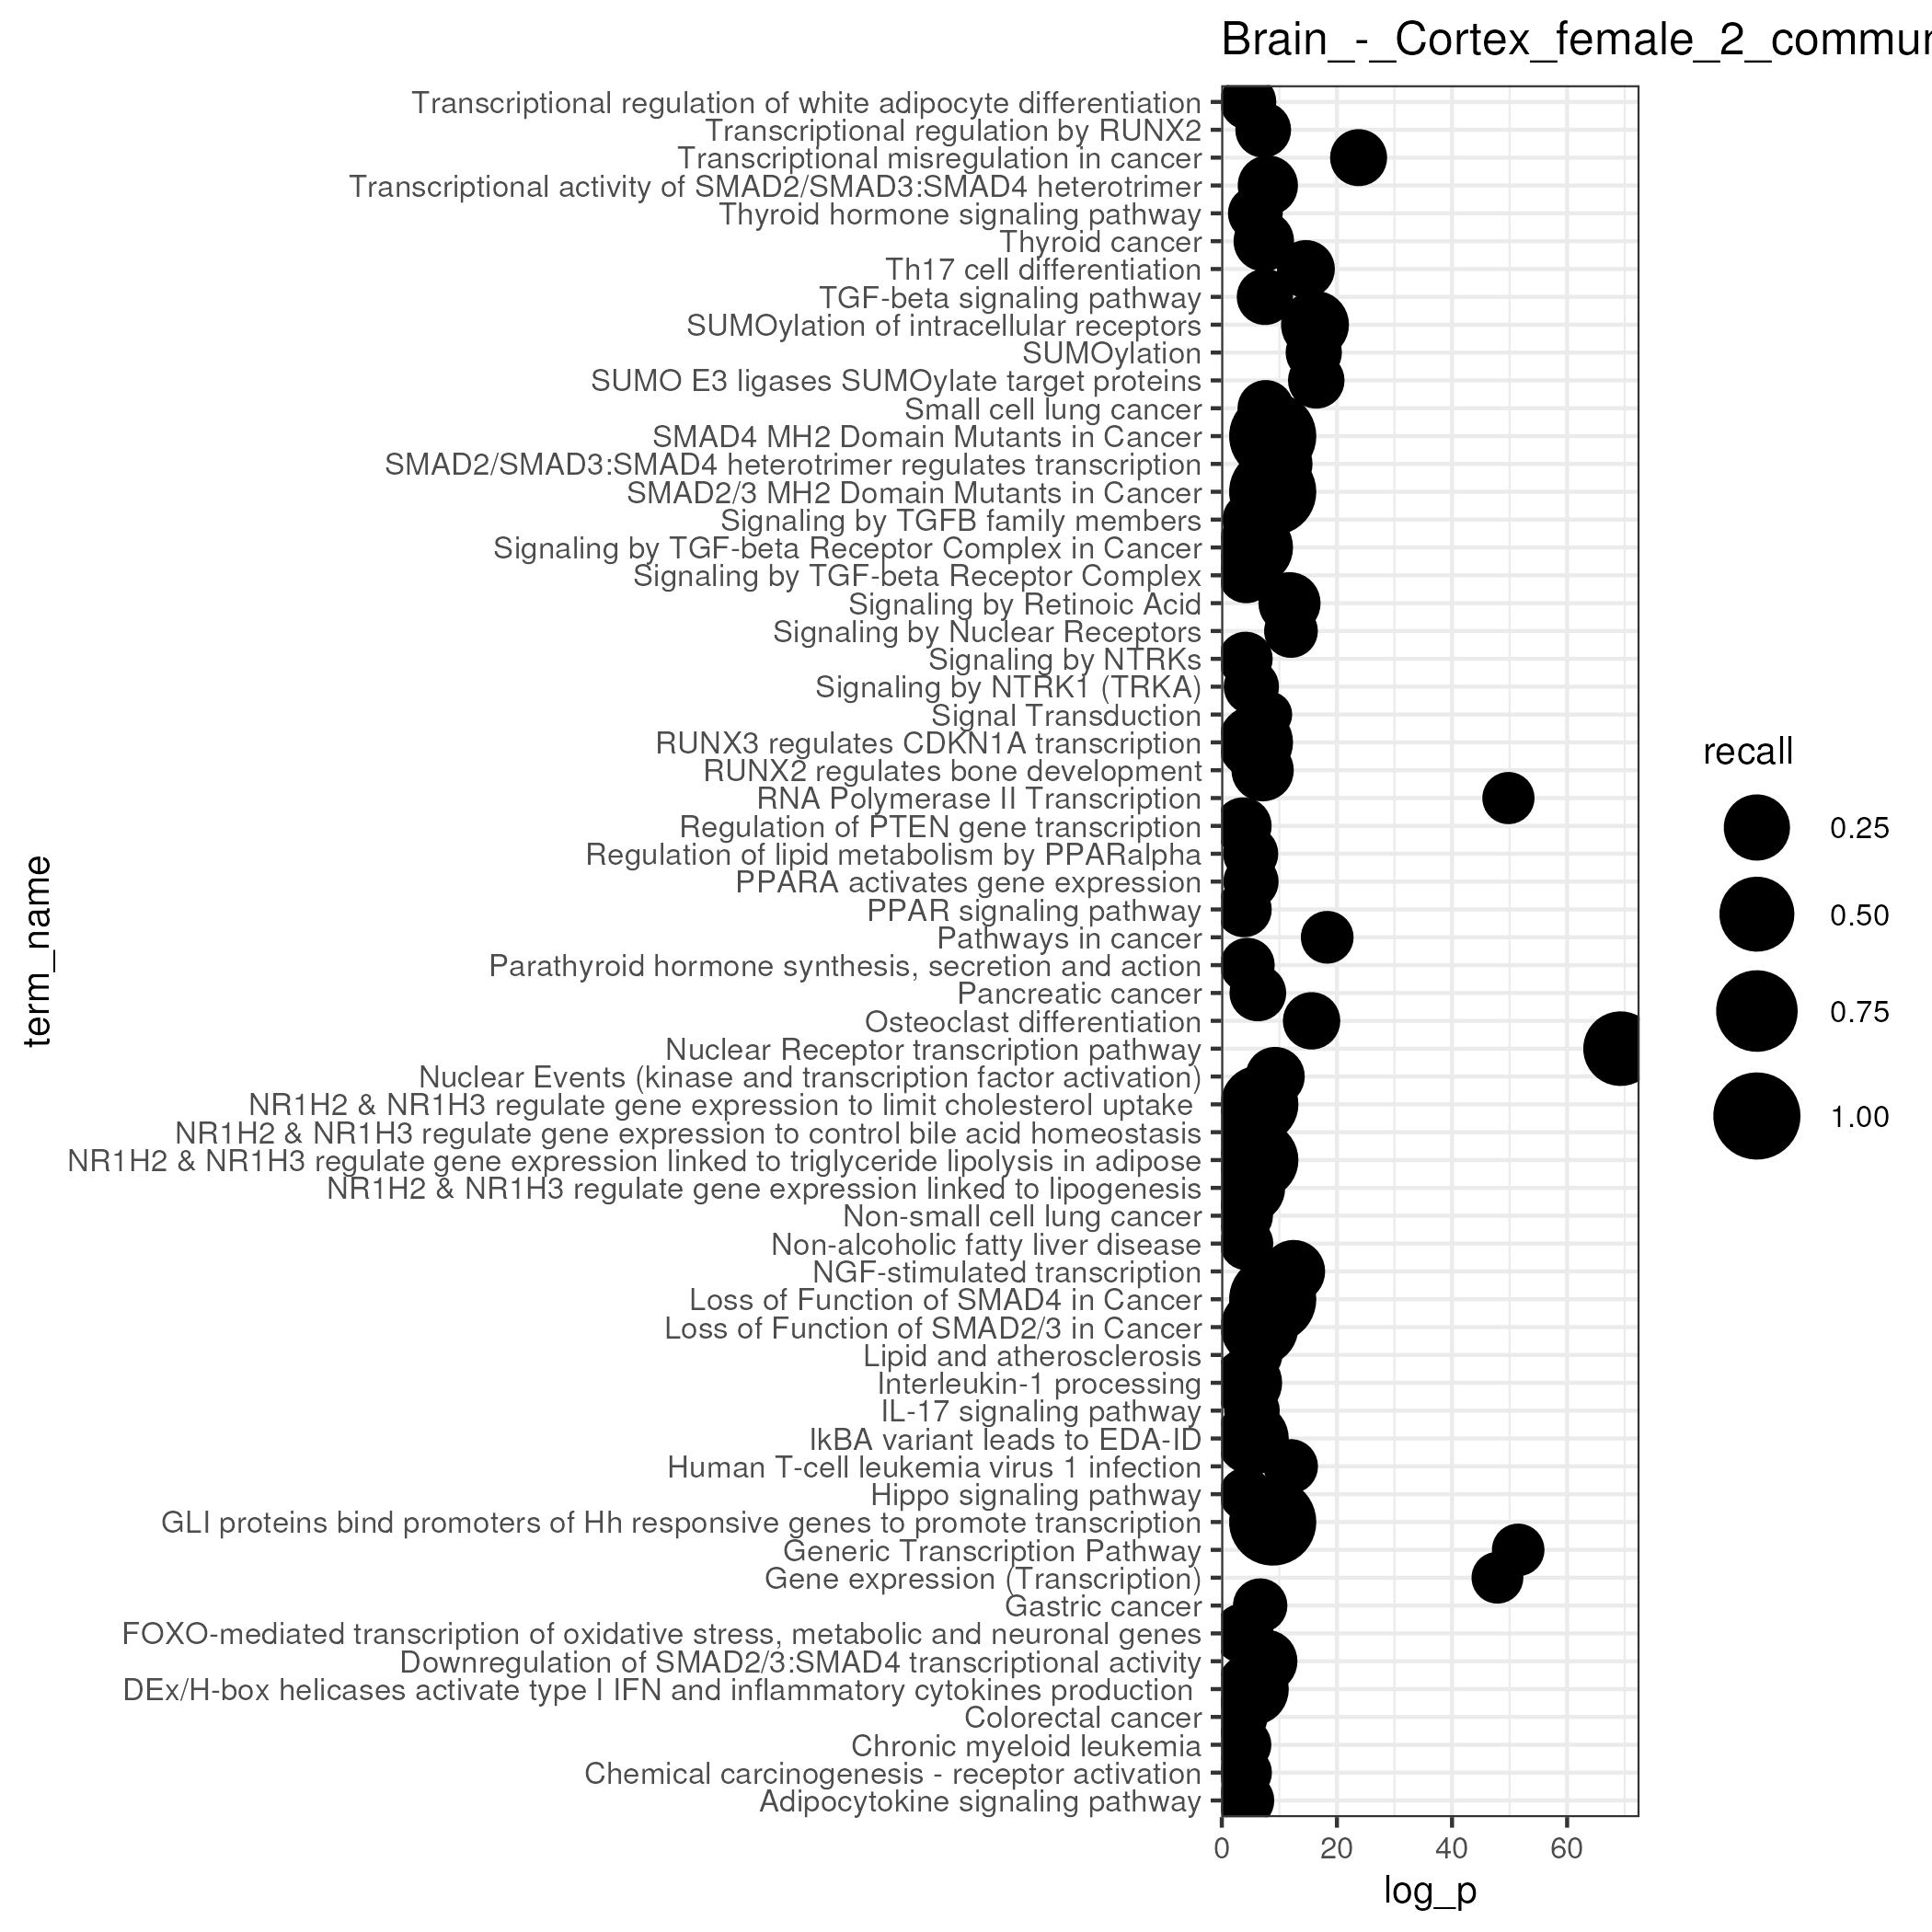 Brain_-_Cortex_female_2_commun
Transcriptional regulation of white adipocyte differentiation
Transcriptional regulation by RUNX2
Transcriptional misregulation in cancer
Transcriptional activity of SMAD2/SMAD3:SMAD4 heterotrimer
Thyroid hormone signaling pathway
Thyroid cancer
Th17 cell differentiation
TGF-beta signaling pathway
SUMOylation of intracellular receptors
SUMOylation
SUMO E3 ligases SUMOylate target proteins
Small cell lung cancer
SMAD4 MH2 Domain Mutants in Cancer
SMAD2/SMAD3:SMAD4 heterotrimer regulates transcription
SMAD2/3 MH2 Domain Mutants in Cancer
Signaling by TGFB family members
Signaling by TGF-beta Receptor Complex in Cancer
Signaling by TGF-beta Receptor Complex
Signaling by Retinoic Acid
Signaling by Nuclear Receptors
Signaling by NTRKs
Signaling by NTRK1 (TRKA)
Signal Transduction
RUNX3 regulates CDKN1A transcription
RUNX2 regulates bone development
RNA Polymerase II Transcription
Regulation of PTEN gene transcription
Regulation of lipid metabolism by PPARalpha
PPARA activates gene expression
PPAR signaling pathway
Pathways in cancer
Parathyroid hormone synthesis, secretion and action
Pancreatic cancer
Osteoclast differentiation
Nuclear Receptor transcription pathway
Nuclear Events (kinase and transcription factor activation)
NR1H2 & NR1H3 regulate gene expression to limit cholesterol uptake
NR1H2 & NR1H3 regulate gene expression to control bile acid homeostasis
NR1H2 & NR1H3 regulate gene expression linked to triglyceride lipolysis in adipose
NR1H2 & NR1H3 regulate gene expression linked to lipogenesis
Non-small cell lung cancer
Non-alcoholic fatty liver disease
NGF-stimulated transcription
Loss of Function of SMAD4 in Cancer
Loss of Function of SMAD2/3 in Cancer
Lipid and atherosclerosis
Interleukin-1 processing
IL-17 signaling pathway
IkBA variant leads to EDA-ID
Human T-cell leukemia virus 1 infection
Hippo signaling pathway
GLI proteins bind promoters of Hh responsive genes to promote transcription
Generic Transcription Pathway
Gene expression (Transcription)
Gastric cancer
FOXO-mediated transcription of oxidative stress, metabolic and neuronal genes
Downregulation of SMAD2/3:SMAD4 transcriptional activity
DEx/H-box helicases activate type I IFN and inflammatory cytokines production
Colorectal cancer
Chronic myeloid leukemia
Chemical carcinogenesis - receptor activation
Adipocytokine signaling pathway
term_name
0 20 40 60
log_p
recall
0.25
0.50
0.75
1.00